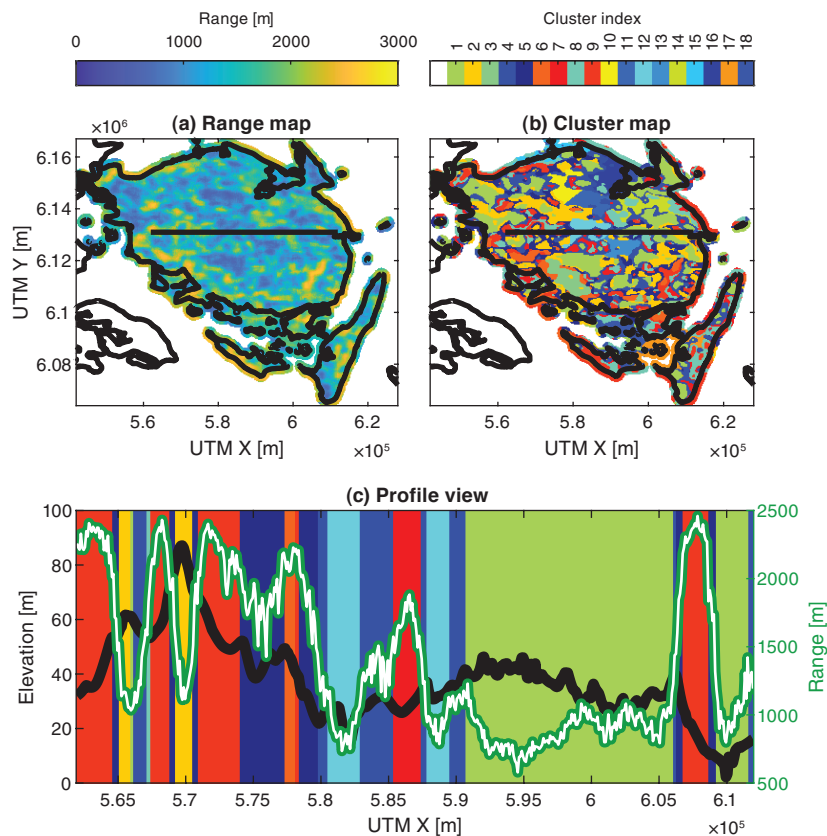 Range [m]
0 1000 2000 3000
Cluster index
1 2 3 4 5 6 7 8 9 10 11 12 13 14 15 16 17 18
×10⁶ (a) Range map
(b) Cluster map
6.16
6.14
6.12
6.1
6.08
UTM Y [m]
5.6 5.8 6 6.2
UTM X [m] ×10⁵
5.6 5.8 6 6.2
UTM X [m] ×10⁵
(c) Profile view
100
80
60
40
20
0
Elevation [m]
2500
2000
1500
1000
500
Range [m]
5.65 5.7 5.75 5.8 5.85 5.9 5.95 6 6.05 6.1
UTM X [m] ×10⁵